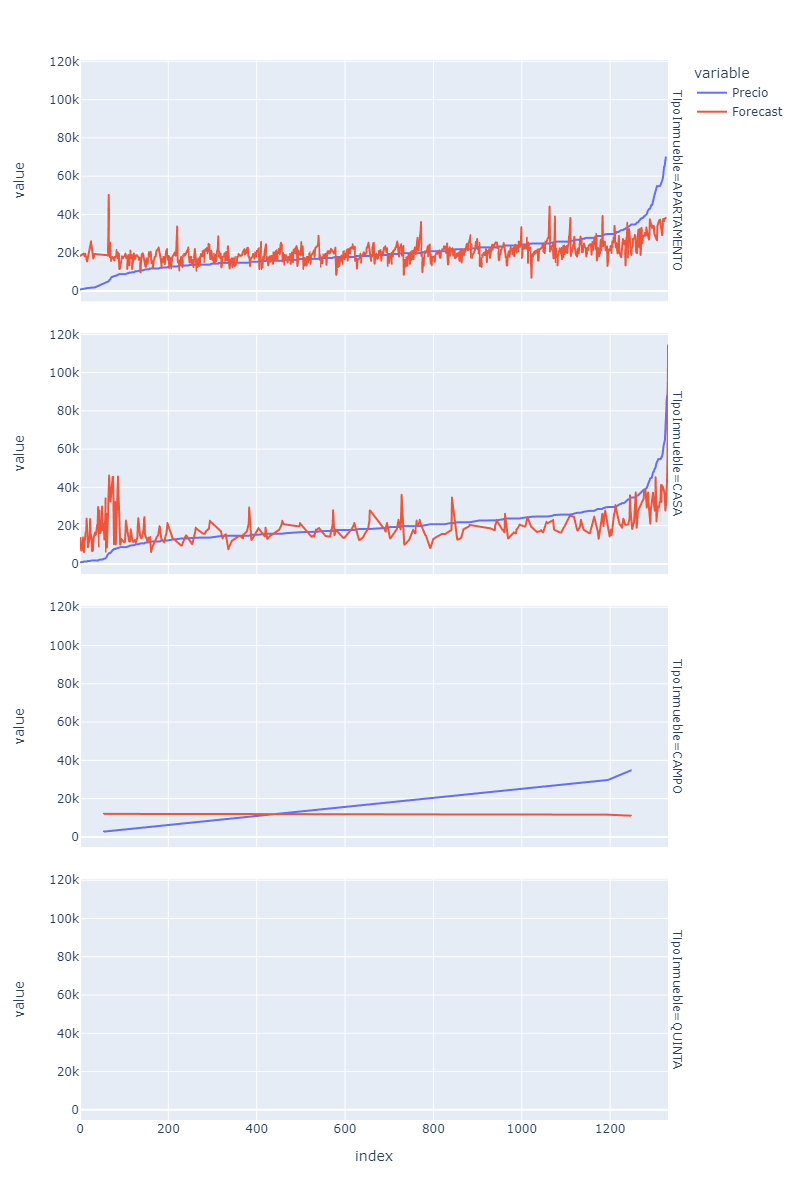 variable
Precio
Forecast
120k
100k
80k
60k
40k
20k
0
value
TipoInmueble=APARTAMENTO
120k
100k
80k
60k
40k
20k
0
value
TipoInmueble=CASA
120k
100k
80k
60k
40k
20k
0
value
TipoInmueble=CAMPO
120k
100k
80k
60k
40k
20k
0
value
TipoInmueble=QUINTA
0 200 400 600 800 1000 1200
index